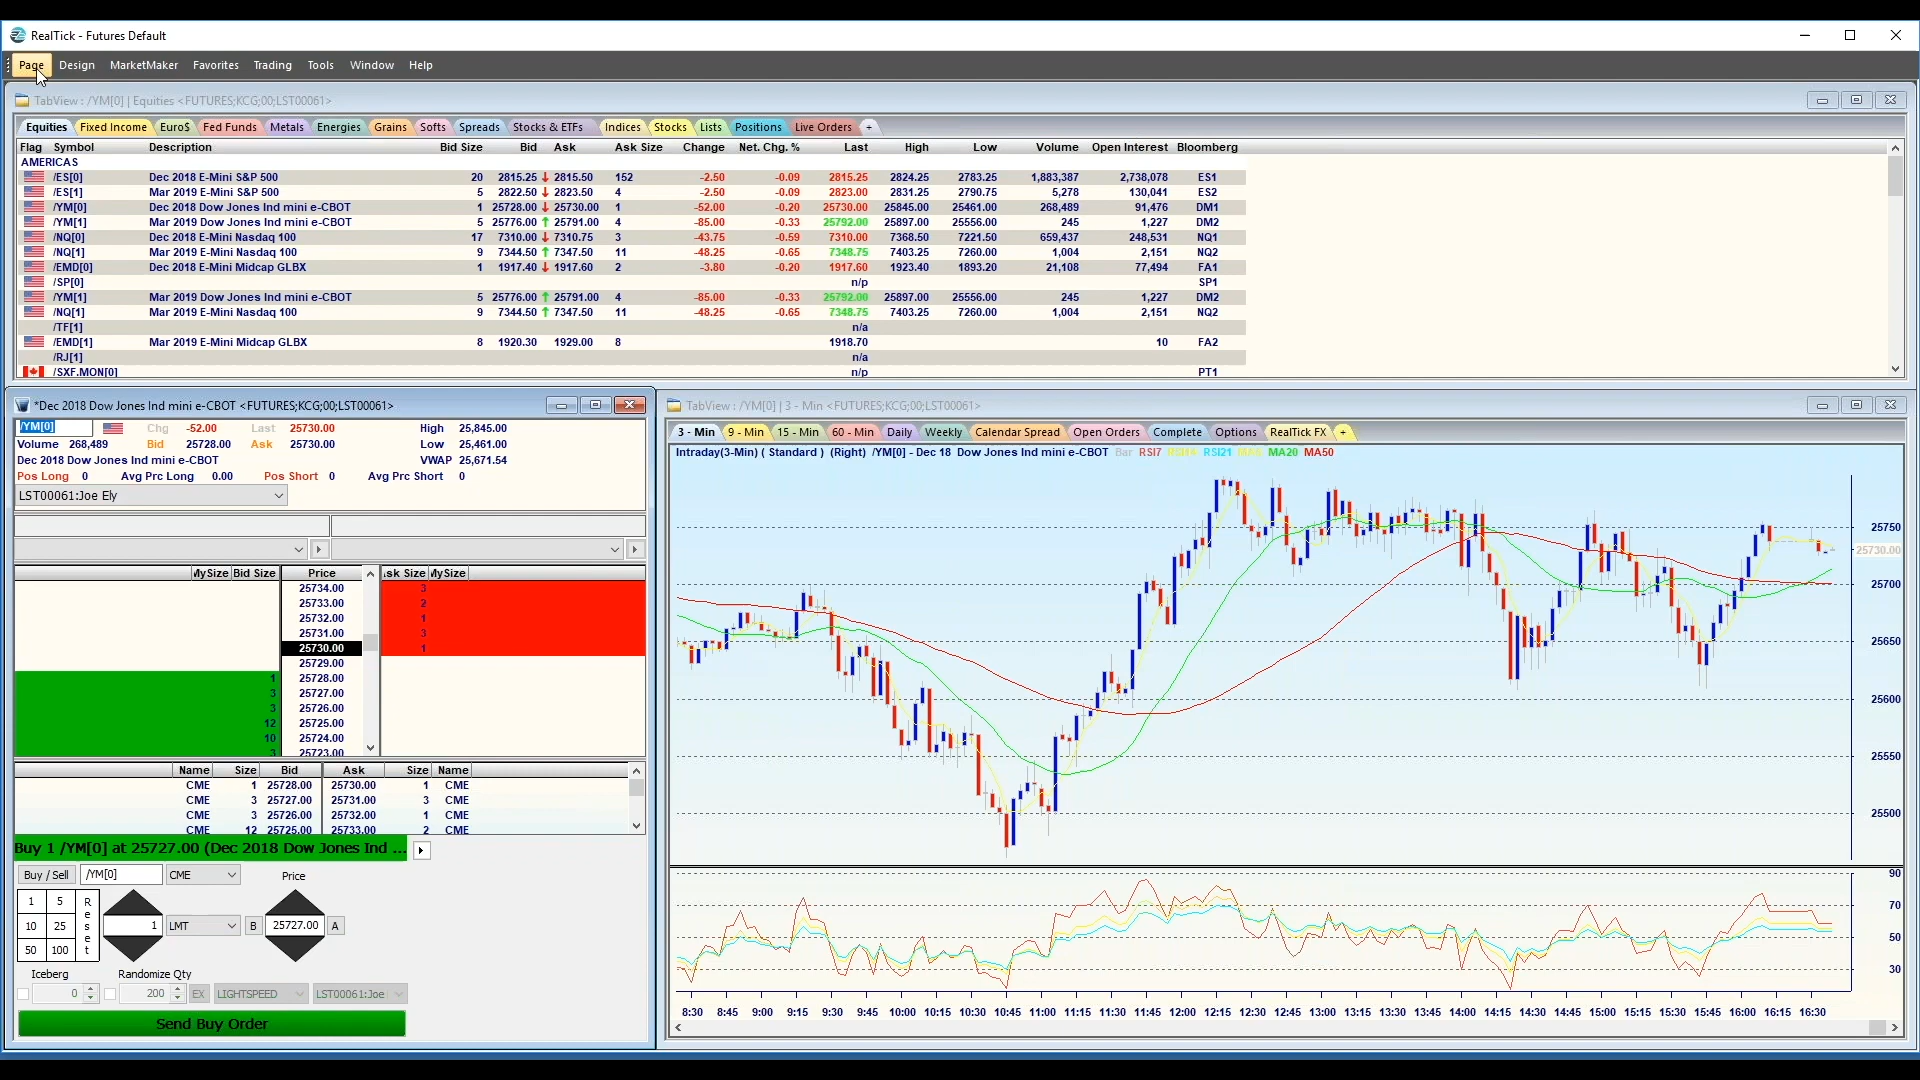 RealTick - Futures Default
Page Design MarketMaker Favorites Trading Tools Window Help
TabView : /YM[0] | Equities <FUTURES;KCG;00;LST00061>
Equities Fixed Income Euro$ Fed Funds Metals Energies Grains Softs Spreads Stocks & ETFs Indices Stocks Lists Positions Live Orders +
Flag Symbol Description Bid Size Bid Ask Ask Size Change Net. Chg. % Last High Low Volume Open Interest Bloomberg
AMERICAS
/ES[0] Dec 2018 E-Mini S&P 500 20 2815.25 2815.50 152 -2.50 -0.09 2815.25 2824.25 2783.25 1,883,387 2,738,078 ES1
/ES[1] Mar 2019 E-Mini S&P 500 5 2822.50 2823.50 4 -2.50 -0.09 2823.00 2831.25 2790.75 5,278 130,041 ES2
/YM[0] Dec 2018 Dow Jones Ind mini e-CBOT 1 25728.00 25730.00 1 -52.00 -0.20 25730.00 25845.00 25461.00 268,489 91,476 DM1
/YM[1] Mar 2019 Dow Jones Ind mini e-CBOT 5 25776.00 25791.00 4 -85.00 -0.33 25792.00 25897.00 25556.00 245 1,227 DM2
/NQ[0] Dec 2018 E-Mini Nasdaq 100 17 7310.00 7310.75 3 -43.75 -0.59 7310.00 7368.50 7221.50 659,437 248,531 NQ1
/NQ[1] Mar 2019 E-Mini Nasdaq 100 9 7344.50 7347.50 11 -48.25 -0.65 7348.75 7403.25 7260.00 1,004 2,151 NQ2
/EMD[0] Dec 2018 E-Mini Midcap GLBX 1 1917.40 1917.60 2 -3.80 -0.20 1917.60 1923.40 1893.20 21,108 77,494 FA1
/SP[0] n/p SP1
/YM[1] Mar 2019 Dow Jones Ind mini e-CBOT 5 25776.00 25791.00 4 -85.00 -0.33 25792.00 25897.00 25556.00 245 1,227 DM2
/NQ[1] Mar 2019 E-Mini Nasdaq 100 9 7344.50 7347.50 11 -48.25 -0.65 7348.75 7403.25 7260.00 1,004 2,151 NQ2
/TF[1] n/a
/EMD[1] Mar 2019 E-Mini Midcap GLBX 8 1920.30 1929.00 8 1918.70 10 FA2
/RJ[1] n/a
/SXF.MON[0] n/p PT1
*Dec 2018 Dow Jones Ind mini e-CBOT <FUTURES;KCG;00;LST00061>
/YM[0] Chg -52.00 Last 25730.00 High 25,845.00
Volume 268,489 Bid 25728.00 Ask 25730.00 Low 25,461.00
Dec 2018 Dow Jones Ind mini e-CBOT VWAP 25,671.54
Pos Long 0 Avg Prc Long 0.00 Pos Short 0 Avg Prc Short 0
LST00061:Joe Ely
MySize Bid Size Price Ask Size MySize
25734.00 3
25733.00 2
25732.00 1
25731.00 3
25730.00 1
25729.00
1 25728.00
3 25727.00
3 25726.00
12 25725.00
10 25724.00
3 25723.00
Name Size Bid Ask Size Name
CME 1 25728.00 25730.00 1 CME
CME 3 25727.00 25731.00 3 CME
CME 3 25726.00 25732.00 1 CME
CME 12 25725.00 25733.00 2 CME
Buy 1 /YM[0] at 25727.00 (Dec 2018 Dow Jones Ind ...
Buy / Sell /YM[0] CME Price
1 5 Reset
10 25 1 LMT B 25727.00 A
50 100
Iceberg Randomize Qty
0 200 EX LIGHTSPEED LST00061:Joe
Send Buy Order
TabView : /YM[0] | 3 - Min <FUTURES;KCG;00;LST00061>
3 - Min 9 - Min 15 - Min 60 - Min Daily Weekly Calendar Spread Open Orders Complete Options RealTick FX +
Intraday(3-Min) ( Standard ) (Right) /YM[0] - Dec 18 Dow Jones Ind mini e-CBOT Bar RSI7 RSI14 RSI21 MA5 MA20 MA50
25750
25730.00
25700
25650
25600
25550
25500
90
70
50
30
8:30 8:45 9:00 9:15 9:30 9:45 10:00 10:15 10:30 10:45 11:00 11:15 11:30 11:45 12:00 12:15 12:30 12:45 13:00 13:15 13:30 13:45 14:00 14:15 14:30 14:45 15:00 15:15 15:30 15:45 16:00 16:15 16:30